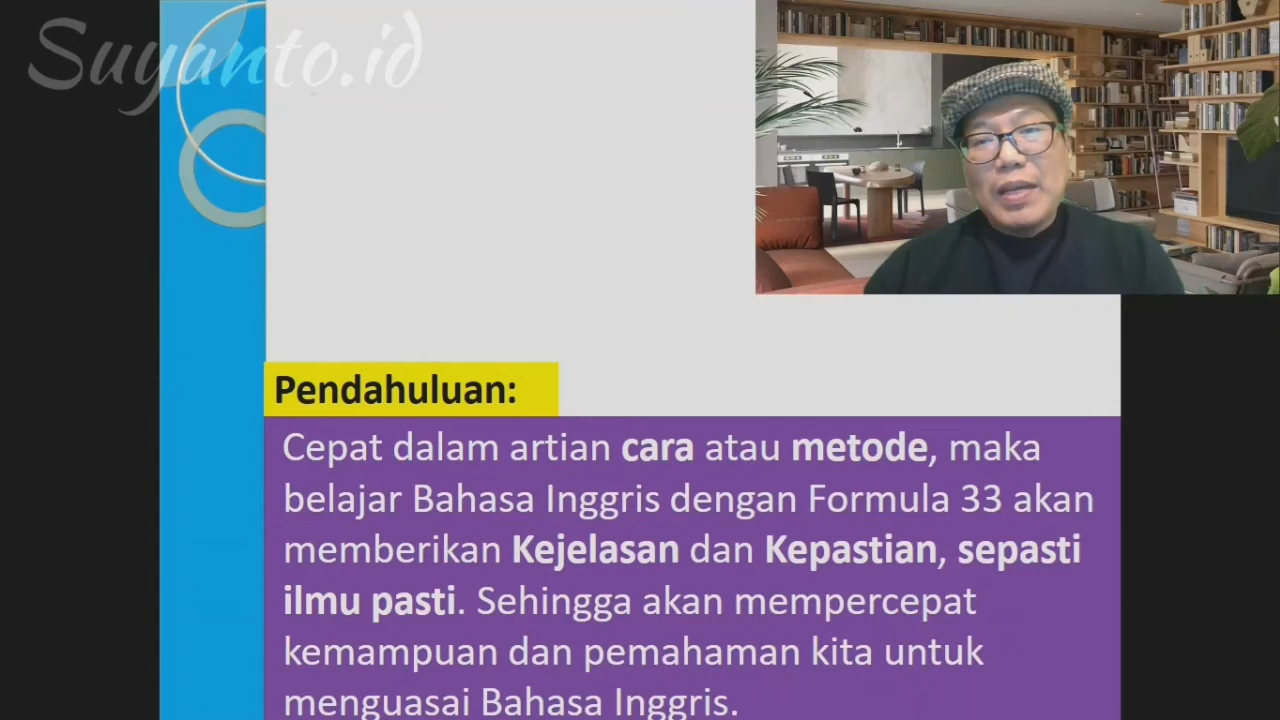 Suyanto.id
Pendahuluan:
Cepat dalam artian cara atau metode, maka
belajar Bahasa Inggris dengan Formula 33 akan
memberikan Kejelasan dan Kepastian, sepasti
ilmu pasti. Sehingga akan mempercepat
kemampuan dan pemahaman kita untuk
menguasai Bahasa Inggris.